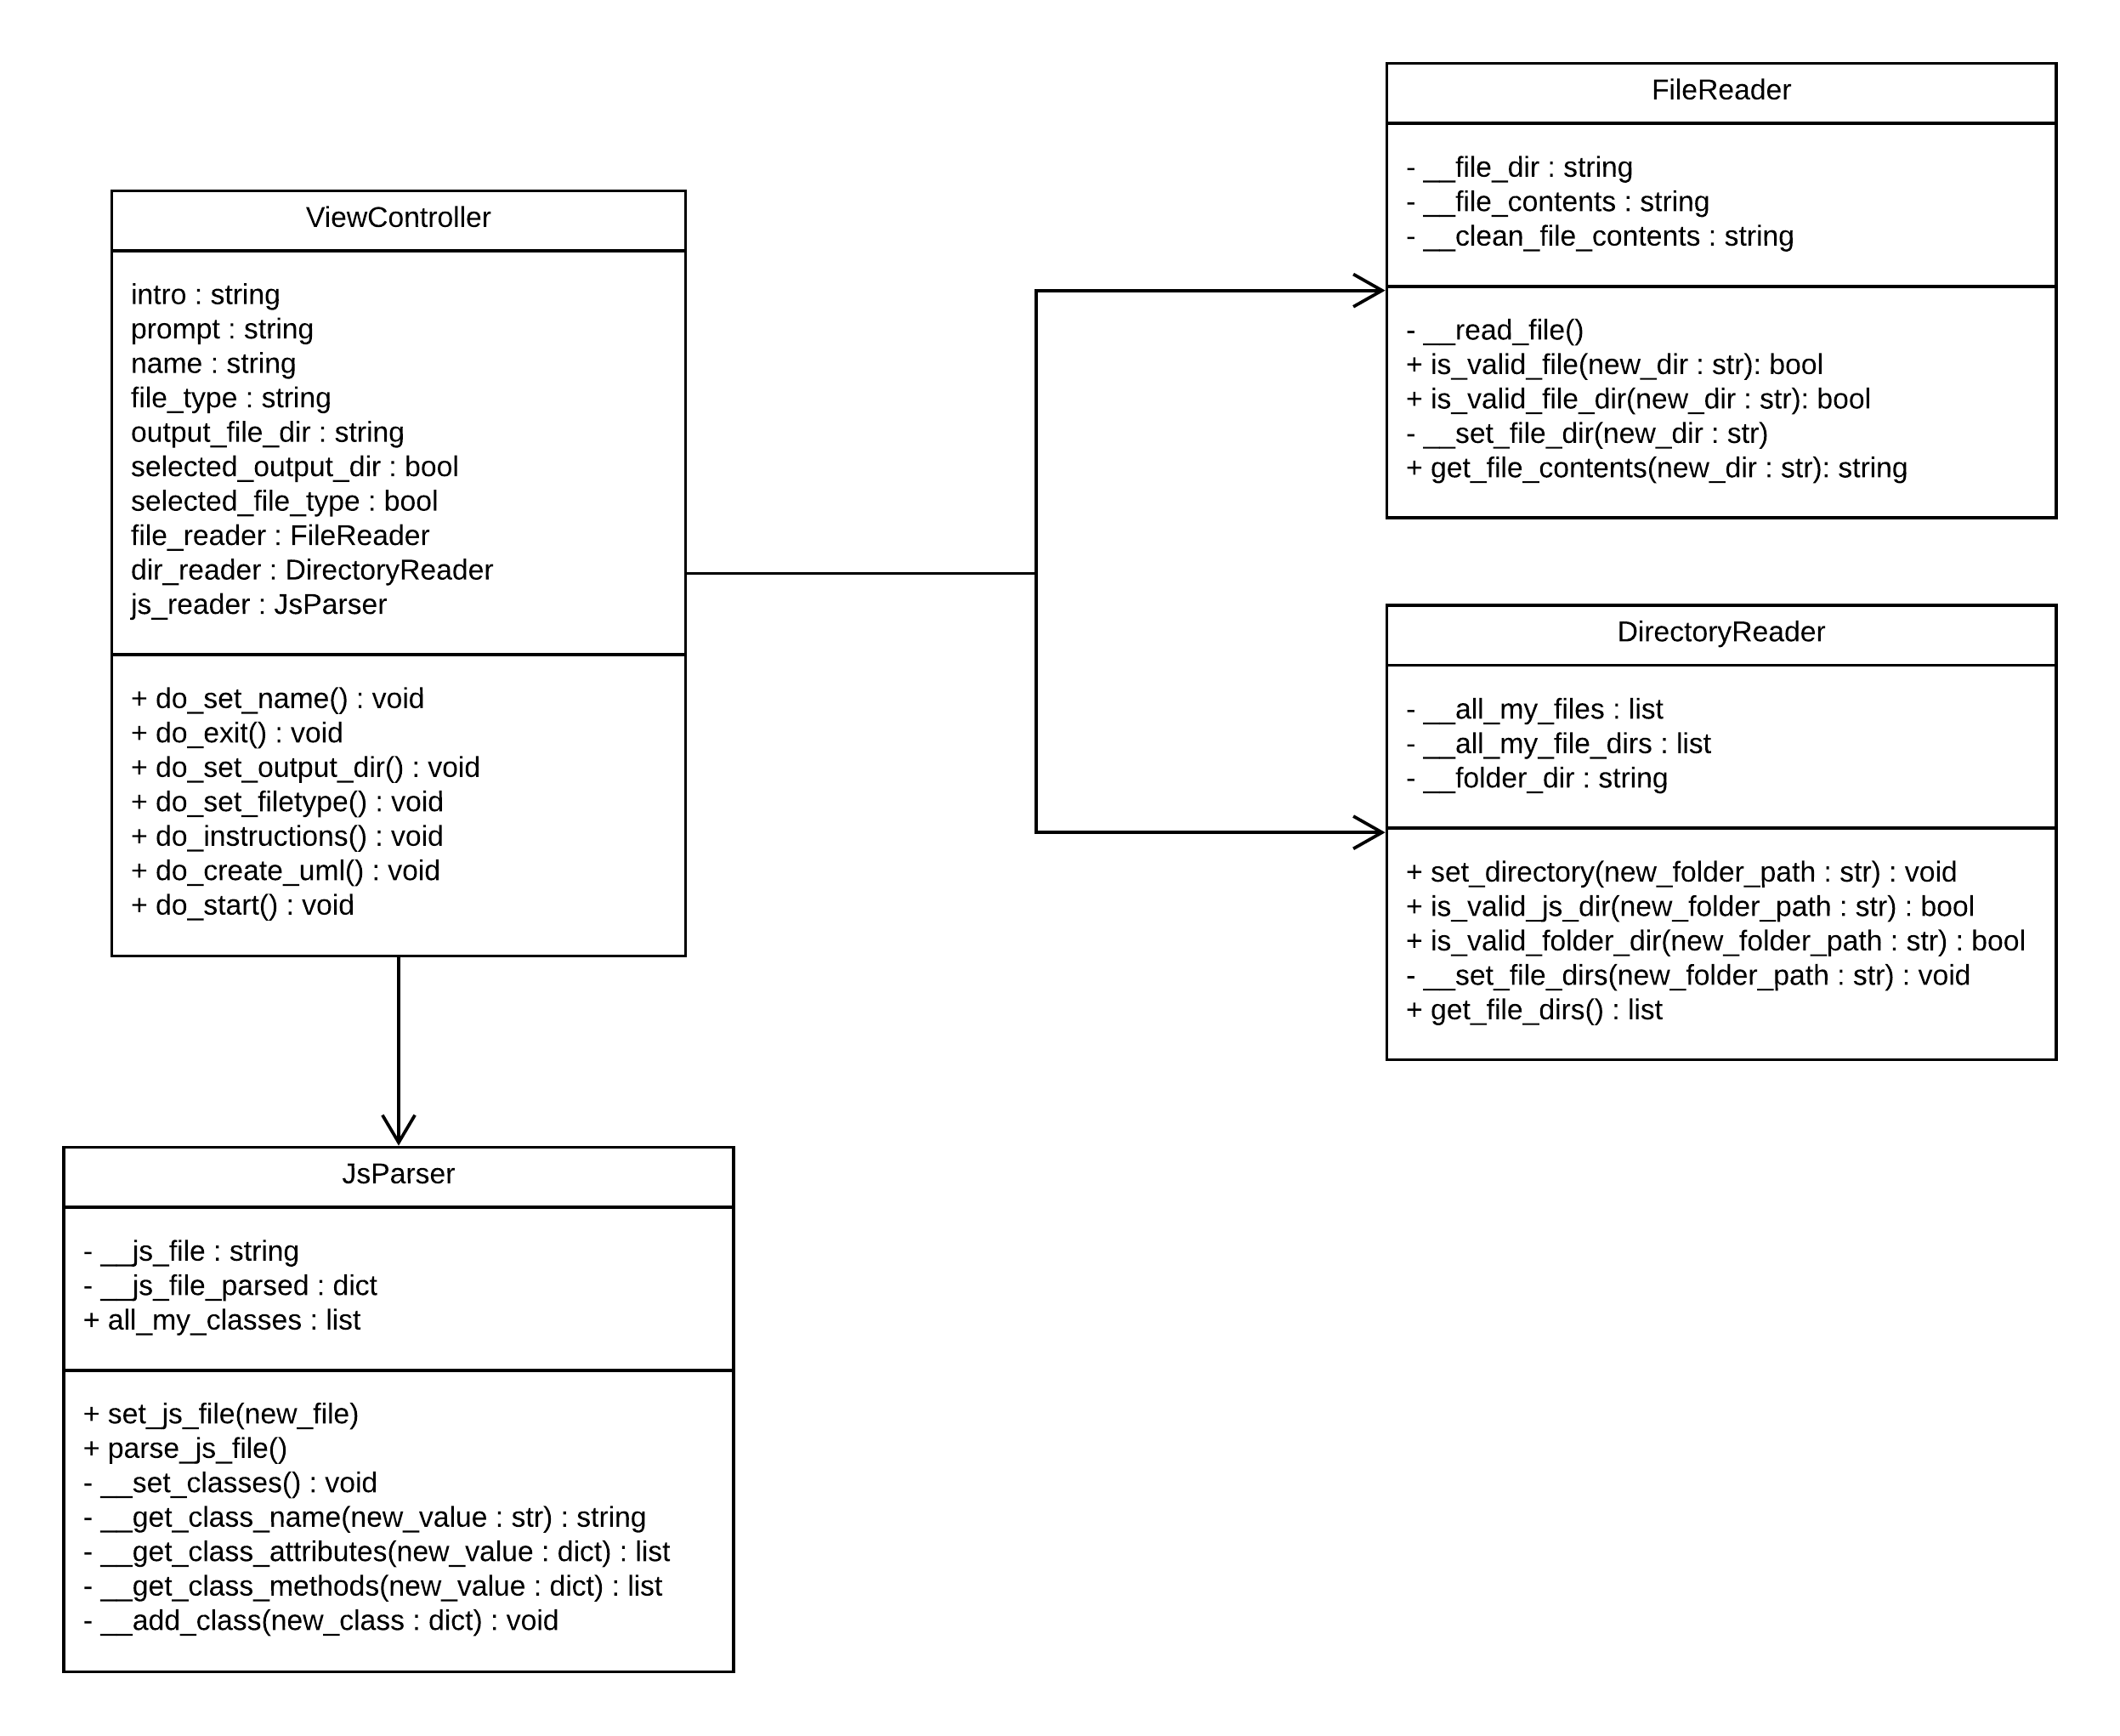 ViewController
intro : string
prompt : string
name : string
file_type : string
output_file_dir : string
selected_output_dir : bool
selected_file_type : bool
file_reader : FileReader
dir_reader : DirectoryReader
js_reader : JsParser
+ do_set_name() : void
+ do_exit() : void
+ do_set_output_dir() : void
+ do_set_filetype() : void
+ do_instructions() : void
+ do_create_uml() : void
+ do_start() : void
FileReader
- __file_dir : string
- __file_contents : string
- __clean_file_contents : string
- __read_file()
+ is_valid_file(new_dir : str): bool
+ is_valid_file_dir(new_dir : str): bool
- __set_file_dir(new_dir : str)
+ get_file_contents(new_dir : str): string
DirectoryReader
- __all_my_files : list
- __all_my_file_dirs : list
- __folder_dir : string
+ set_directory(new_folder_path : str) : void
+ is_valid_js_dir(new_folder_path : str) : bool
+ is_valid_folder_dir(new_folder_path : str) : bool
- __set_file_dirs(new_folder_path : str) : void
+ get_file_dirs() : list
JsParser
- __js_file : string
- __js_file_parsed : dict
+ all_my_classes : list
+ set_js_file(new_file)
+ parse_js_file()
- __set_classes() : void
- __get_class_name(new_value : str) : string
- __get_class_attributes(new_value : dict) : list
- __get_class_methods(new_value : dict) : list
- __add_class(new_class : dict) : void